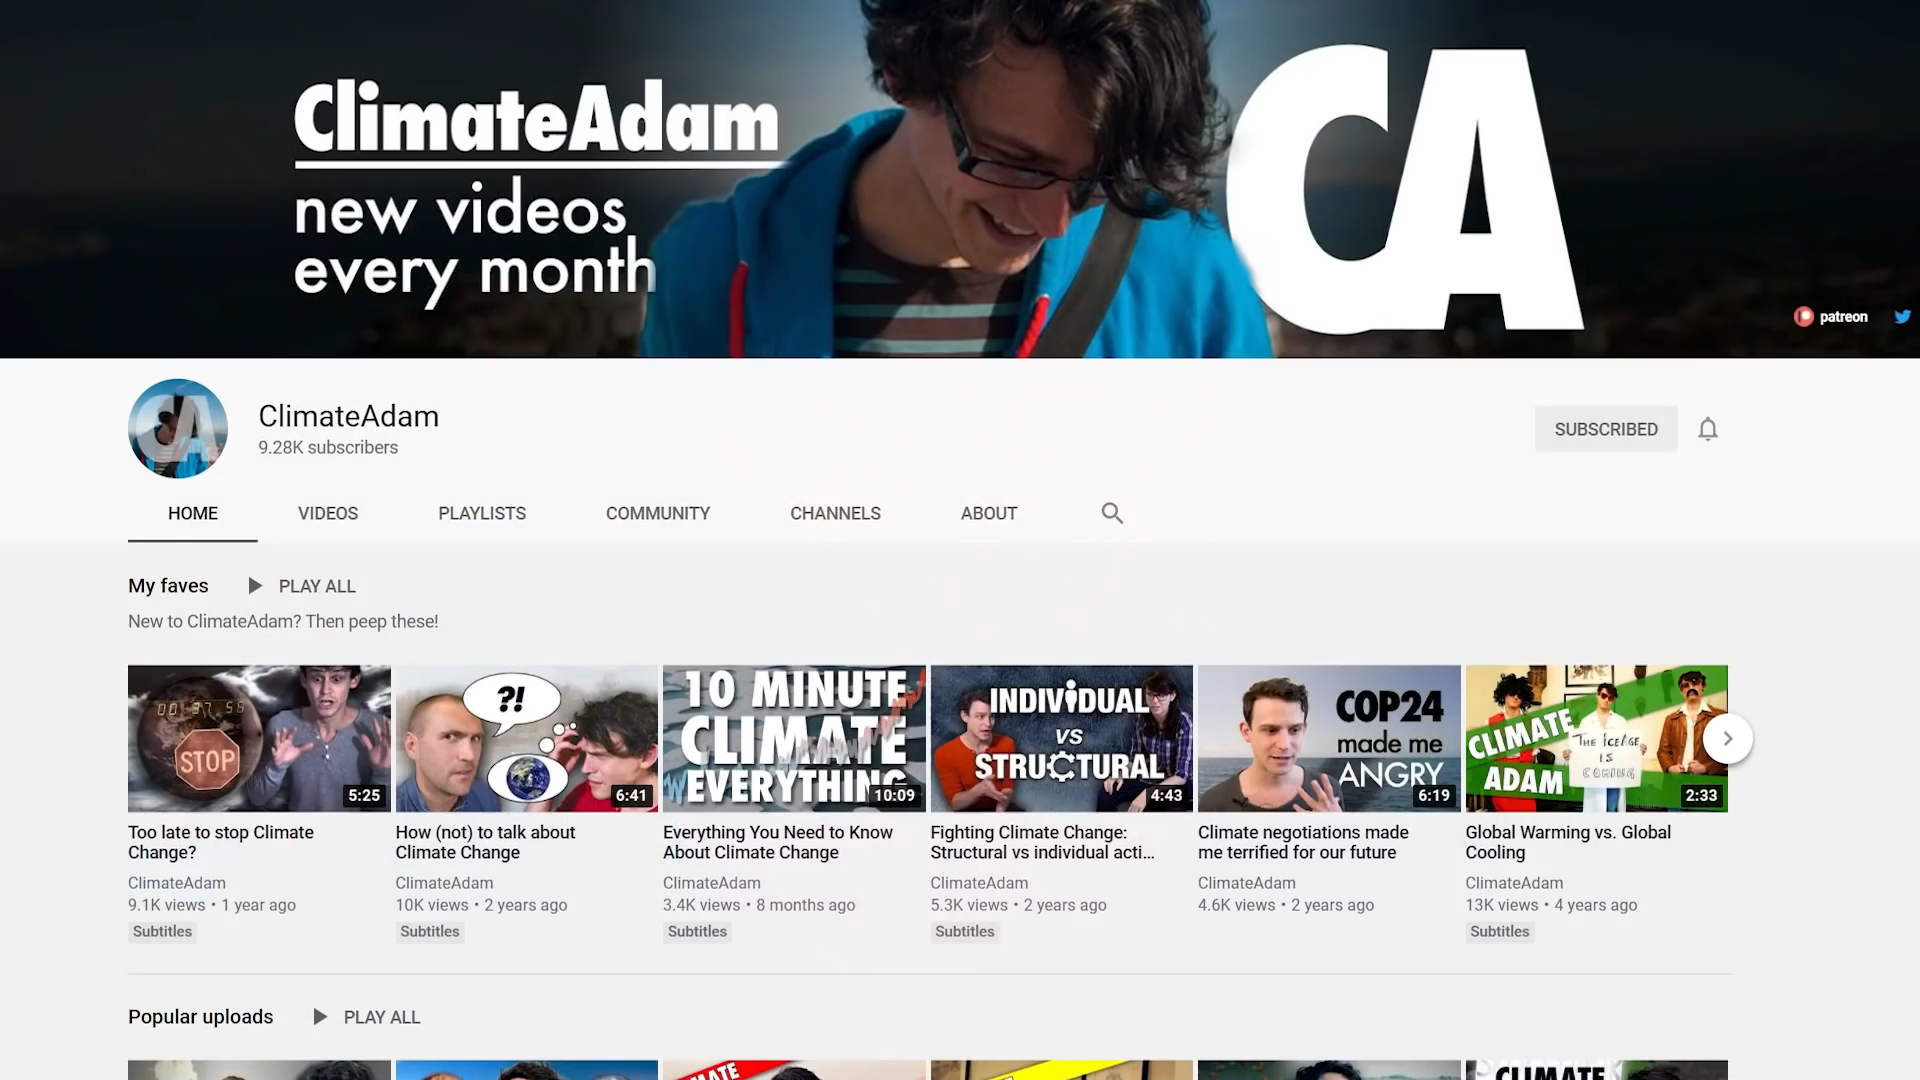 ClimateAdam
new videos
every month
CA
patreon
CA
ClimateAdam
9.28K subscribers
SUBSCRIBED
HOME
VIDEOS
PLAYLISTS
COMMUNITY
CHANNELS
ABOUT
My faves
PLAY ALL
New to ClimateAdam? Then peep these!
00:37.58
STOP
5:25
Too late to stop Climate
Change?
ClimateAdam
9.1K views • 1 year ago
Subtitles
?!
6:41
How (not) to talk about
Climate Change
ClimateAdam
10K views • 2 years ago
Subtitles
10 MINUTE
CLIMATE
EVERYTHING
10:09
Everything You Need to Know
About Climate Change
ClimateAdam
3.4K views • 8 months ago
Subtitles
INDIVIDUAL
VS
STRUCTURAL
4:43
Fighting Climate Change:
Structural vs individual acti...
ClimateAdam
5.3K views • 2 years ago
Subtitles
COP24
made me
ANGRY
6:19
Climate negotiations made
me terrified for our future
ClimateAdam
4.6K views • 2 years ago
CLIMATE
ADAM
THE ICE AGE
IS
COMING
2:33
Global Warming vs. Global
Cooling
ClimateAdam
13K views • 4 years ago
Subtitles
Popular uploads
PLAY ALL
CLIMATE